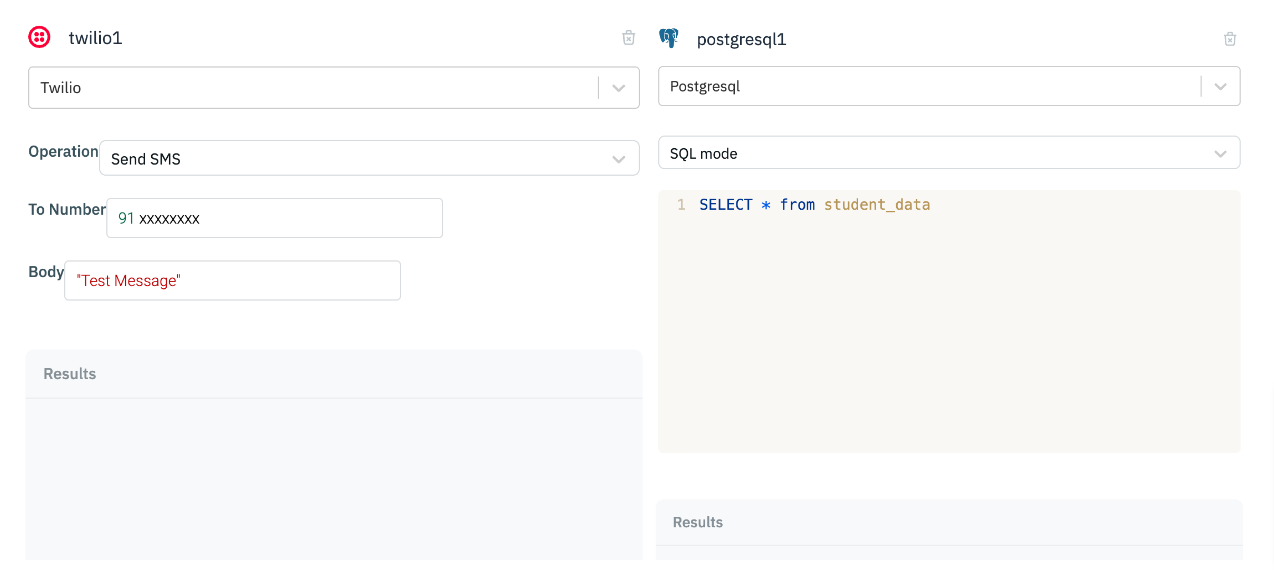 twilio1
Twilio
Operation Send SMS
To Number 91 xxxxxxxx
Body "Test Message"
Results
postgresql1
Postgresql
SQL mode
1 SELECT * from student_data
Results